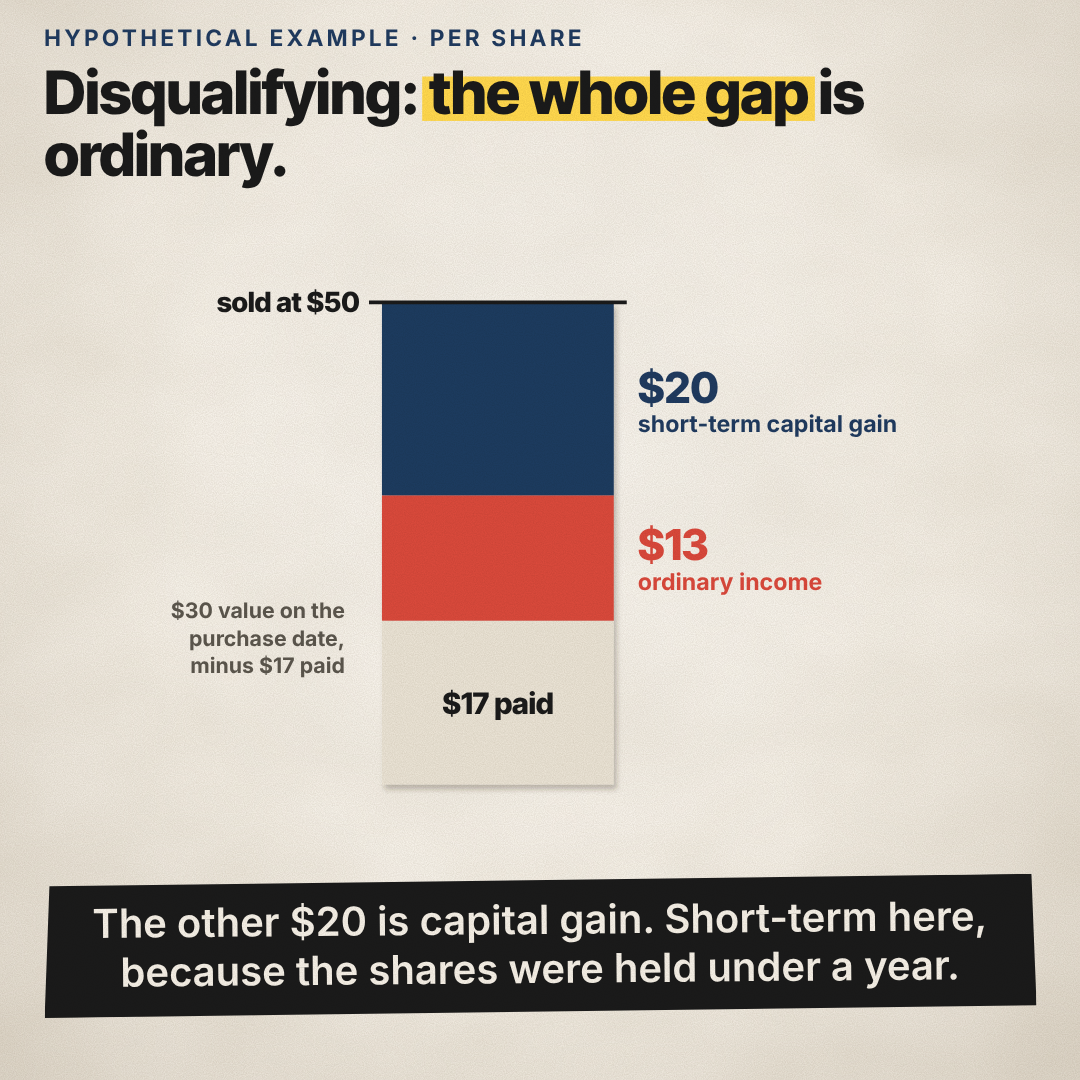 HYPOTHETICAL EXAMPLE · PER SHARE
Disqualifying: the whole gap is
ordinary.
sold at $50
$20
short-term capital gain
$13
ordinary income
$30 value on the
purchase date,
minus $17 paid
$17 paid
The other $20 is capital gain. Short-term here,
because the shares were held under a year.